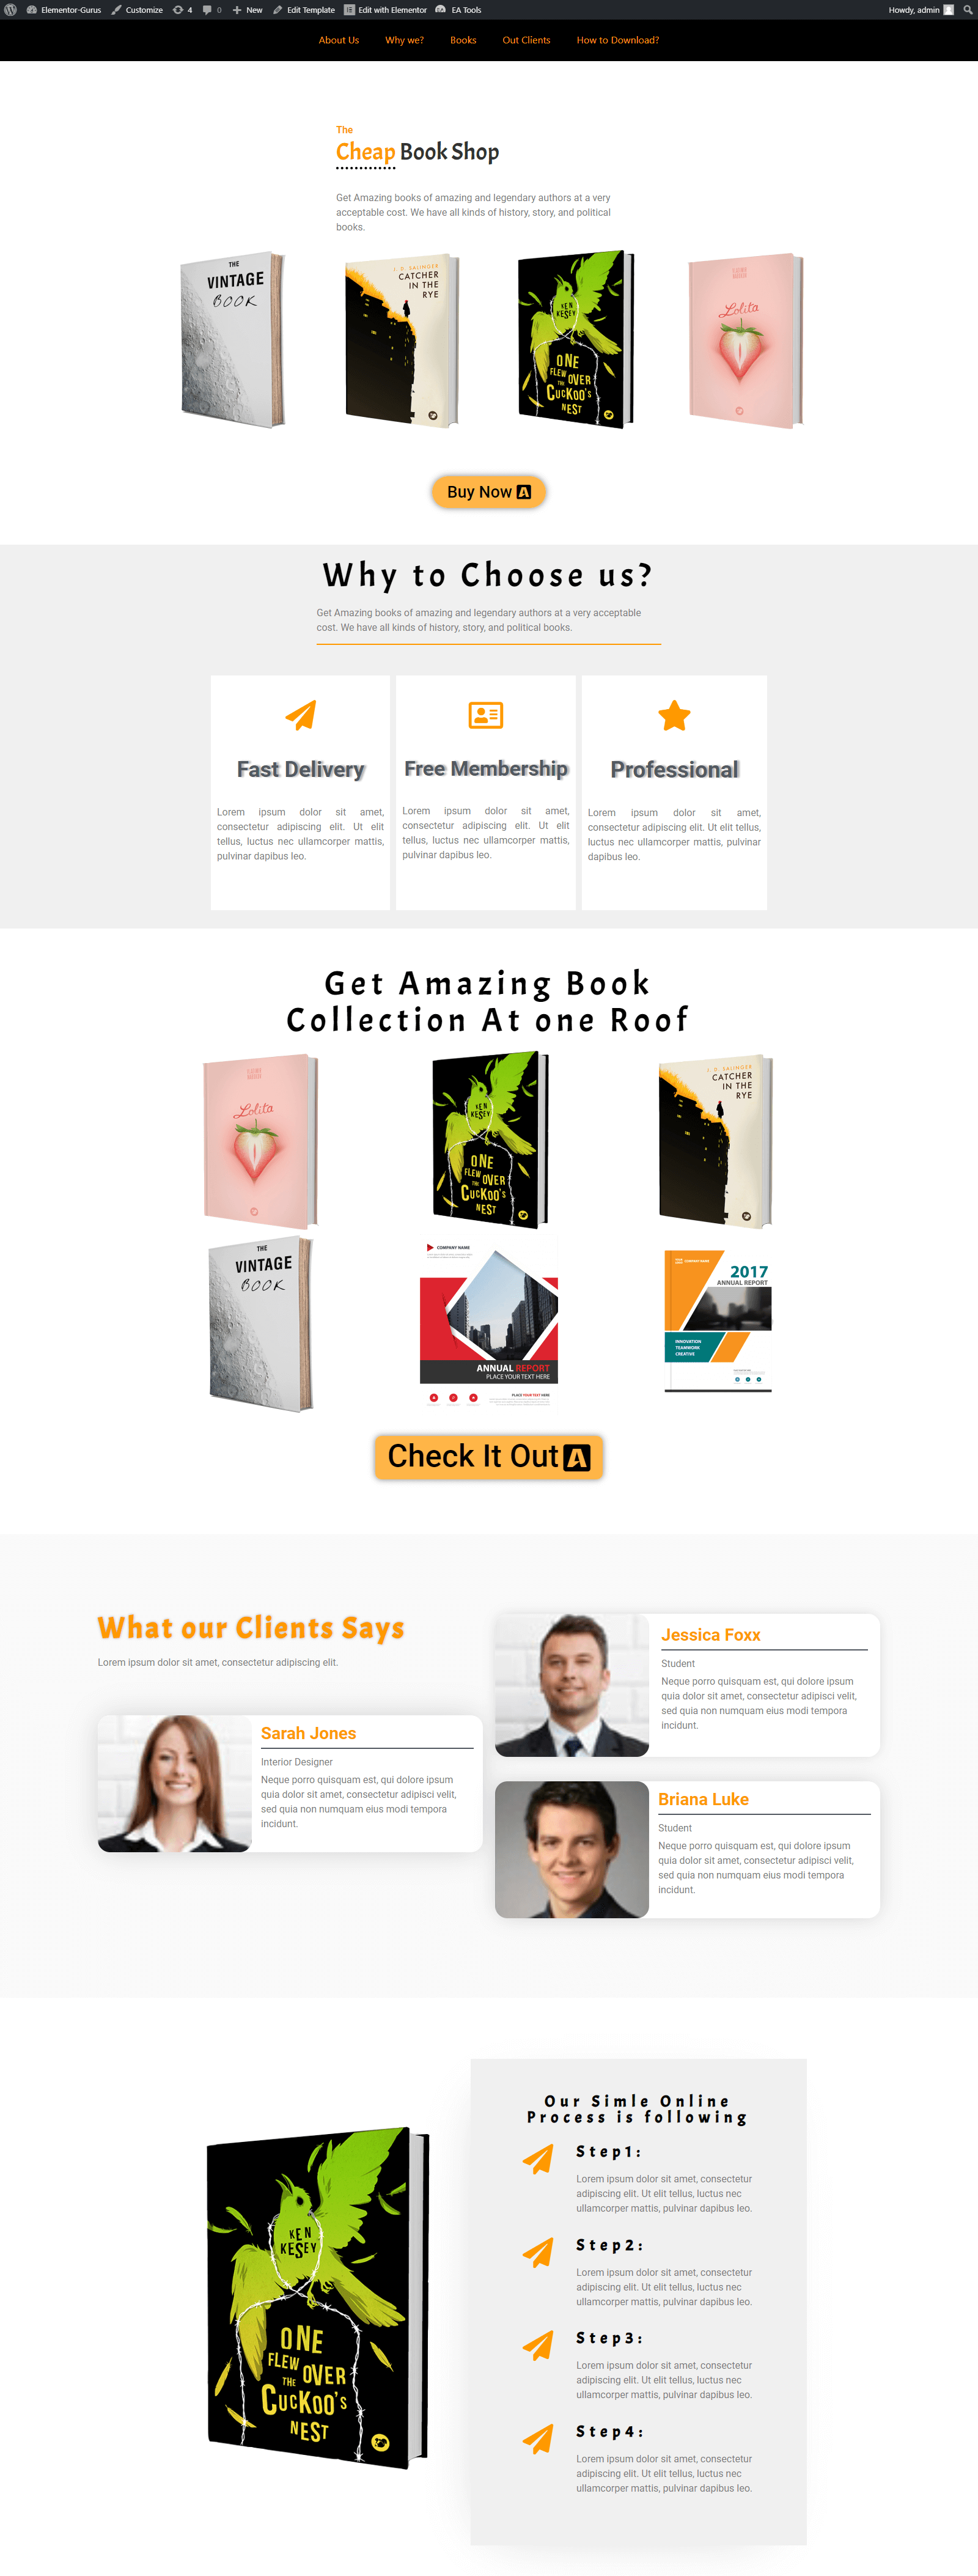 Elementor-Gurus Customize 4 0 New Edit Template Edit with Elementor EA Tools Howdy, admin
About Us Why we? Books Out Clients How to Download?
The
Cheap Book Shop
Get Amazing books of amazing and legendary authors at a very
acceptable cost. We have all kinds of history, story, and political
books.
THE
VINTAGE
BOOK
J. D. SALINGER
CATCHER
IN THE
RYE
KEN
KESEY
ONE
FLEW OVER
THE
CUCKOO'S
NEST
Lolita
Buy Now
Why to Choose us?
Get Amazing books of amazing and legendary authors at a very acceptable
cost. We have all kinds of history, story, and political books.
Fast Delivery
Lorem ipsum dolor sit amet,
consectetur adipiscing elit. Ut elit
tellus, luctus nec ullamcorper mattis,
pulvinar dapibus leo.
Free Membership
Lorem ipsum dolor sit amet,
consectetur adipiscing elit. Ut elit
tellus, luctus nec ullamcorper mattis,
pulvinar dapibus leo.
Professional
Lorem ipsum dolor sit amet,
consectetur adipiscing elit. Ut elit tellus,
luctus nec ullamcorper mattis, pulvinar
dapibus leo.
Get Amazing Book
Collection At one Roof
Lolita
KEN
KESEY
ONE
FLEW OVER
THE
CUCKOO'S
NEST
J. D. SALINGER
CATCHER
IN THE
RYE
THE
VINTAGE
BOOK
COMPANY NAME
ANNUAL REPORT
PLACE YOUR TEXT HERE
PLACE YOUR TEXT HERE
COMPANY NAME
2017
ANNUAL REPORT
INNOVATION
TEAMWORK
CREATIVE
Check It Out
What our Clients Says
Lorem ipsum dolor sit amet, consectetur adipiscing elit.
Sarah Jones
Interior Designer
Neque porro quisquam est, qui dolore ipsum
quia dolor sit amet, consectetur adipisci velit,
sed quia non numquam eius modi tempora
incidunt.
Jessica Foxx
Student
Neque porro quisquam est, qui dolore ipsum
quia dolor sit amet, consectetur adipisci velit,
sed quia non numquam eius modi tempora
incidunt.
Briana Luke
Student
Neque porro quisquam est, qui dolore ipsum
quia dolor sit amet, consectetur adipisci velit,
sed quia non numquam eius modi tempora
incidunt.
KEN
KESEY
ONE
FLEW OVER
THE
CUCKOO'S
NEST
Our Simle Online
Process is following
Step1:
Lorem ipsum dolor sit amet, consectetur
adipiscing elit. Ut elit tellus, luctus nec
ullamcorper mattis, pulvinar dapibus leo.
Step2:
Lorem ipsum dolor sit amet, consectetur
adipiscing elit. Ut elit tellus, luctus nec
ullamcorper mattis, pulvinar dapibus leo.
Step3:
Lorem ipsum dolor sit amet, consectetur
adipiscing elit. Ut elit tellus, luctus nec
ullamcorper mattis, pulvinar dapibus leo.
Step4:
Lorem ipsum dolor sit amet, consectetur
adipiscing elit. Ut elit tellus, luctus nec
ullamcorper mattis, pulvinar dapibus leo.